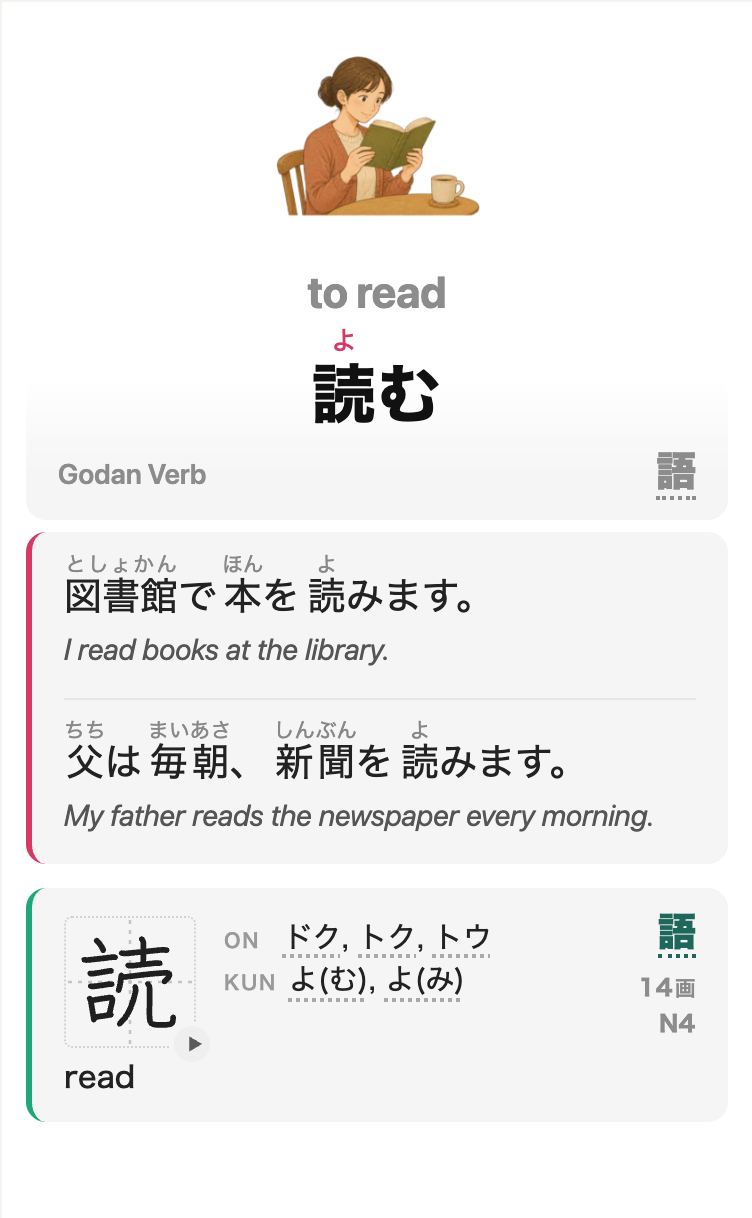 to read
よ
読む
Godan Verb
語
としょかん ほん よ
図書館で本を読みます。
I read books at the library.
ちち まいあさ しんぶん よ
父は毎朝、新聞を読みます。
My father reads the newspaper every morning.
読
ON ドク, トク, トウ
KUN よ(む), よ(み)
語
14画
N4
read